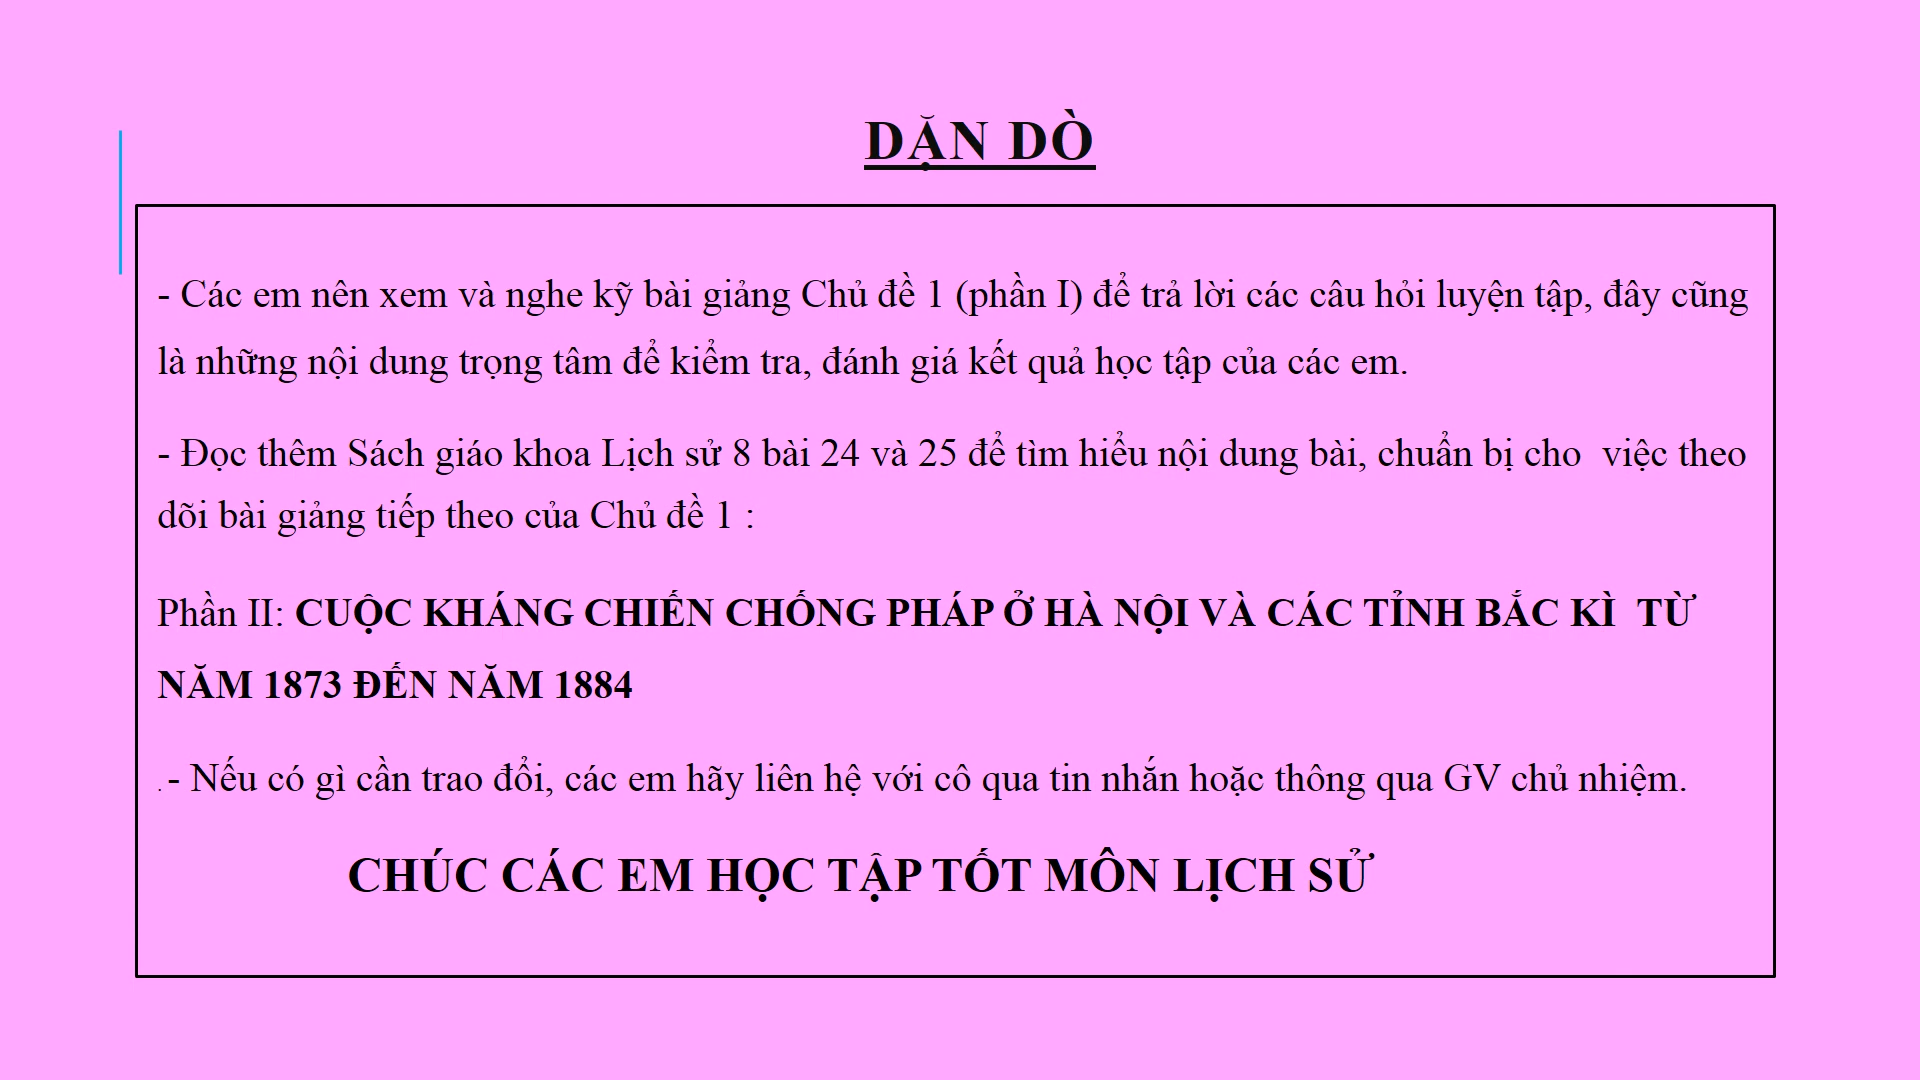 DẶN DÒ
- Các em nên xem và nghe kỹ bài giảng Chủ đề 1 (phần I) để trả lời các câu hỏi luyện tập, đây cũng
là những nội dung trọng tâm để kiểm tra, đánh giá kết quả học tập của các em.
- Đọc thêm Sách giáo khoa Lịch sử 8 bài 24 và 25 để tìm hiểu nội dung bài, chuẩn bị cho  việc theo
dõi bài giảng tiếp theo của Chủ đề 1 :
Phần II: CUỘC KHÁNG CHIẾN CHỐNG PHÁP Ở HÀ NỘI VÀ CÁC TỈNH BẮC KÌ  TỪ
NĂM 1873 ĐẾN NĂM 1884
.- Nếu có gì cần trao đổi, các em hãy liên hệ với cô qua tin nhắn hoặc thông qua GV chủ nhiệm.
CHÚC CÁC EM HỌC TẬP TỐT MÔN LỊCH SỬ